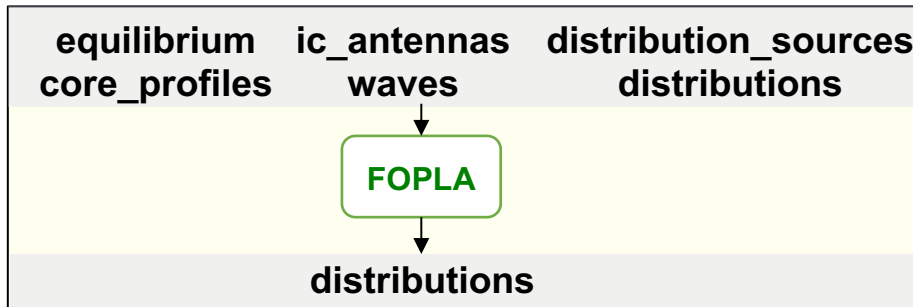 equilibrium ic_antennas distribution_sources
core_profiles waves distributions
FOPLA
distributions